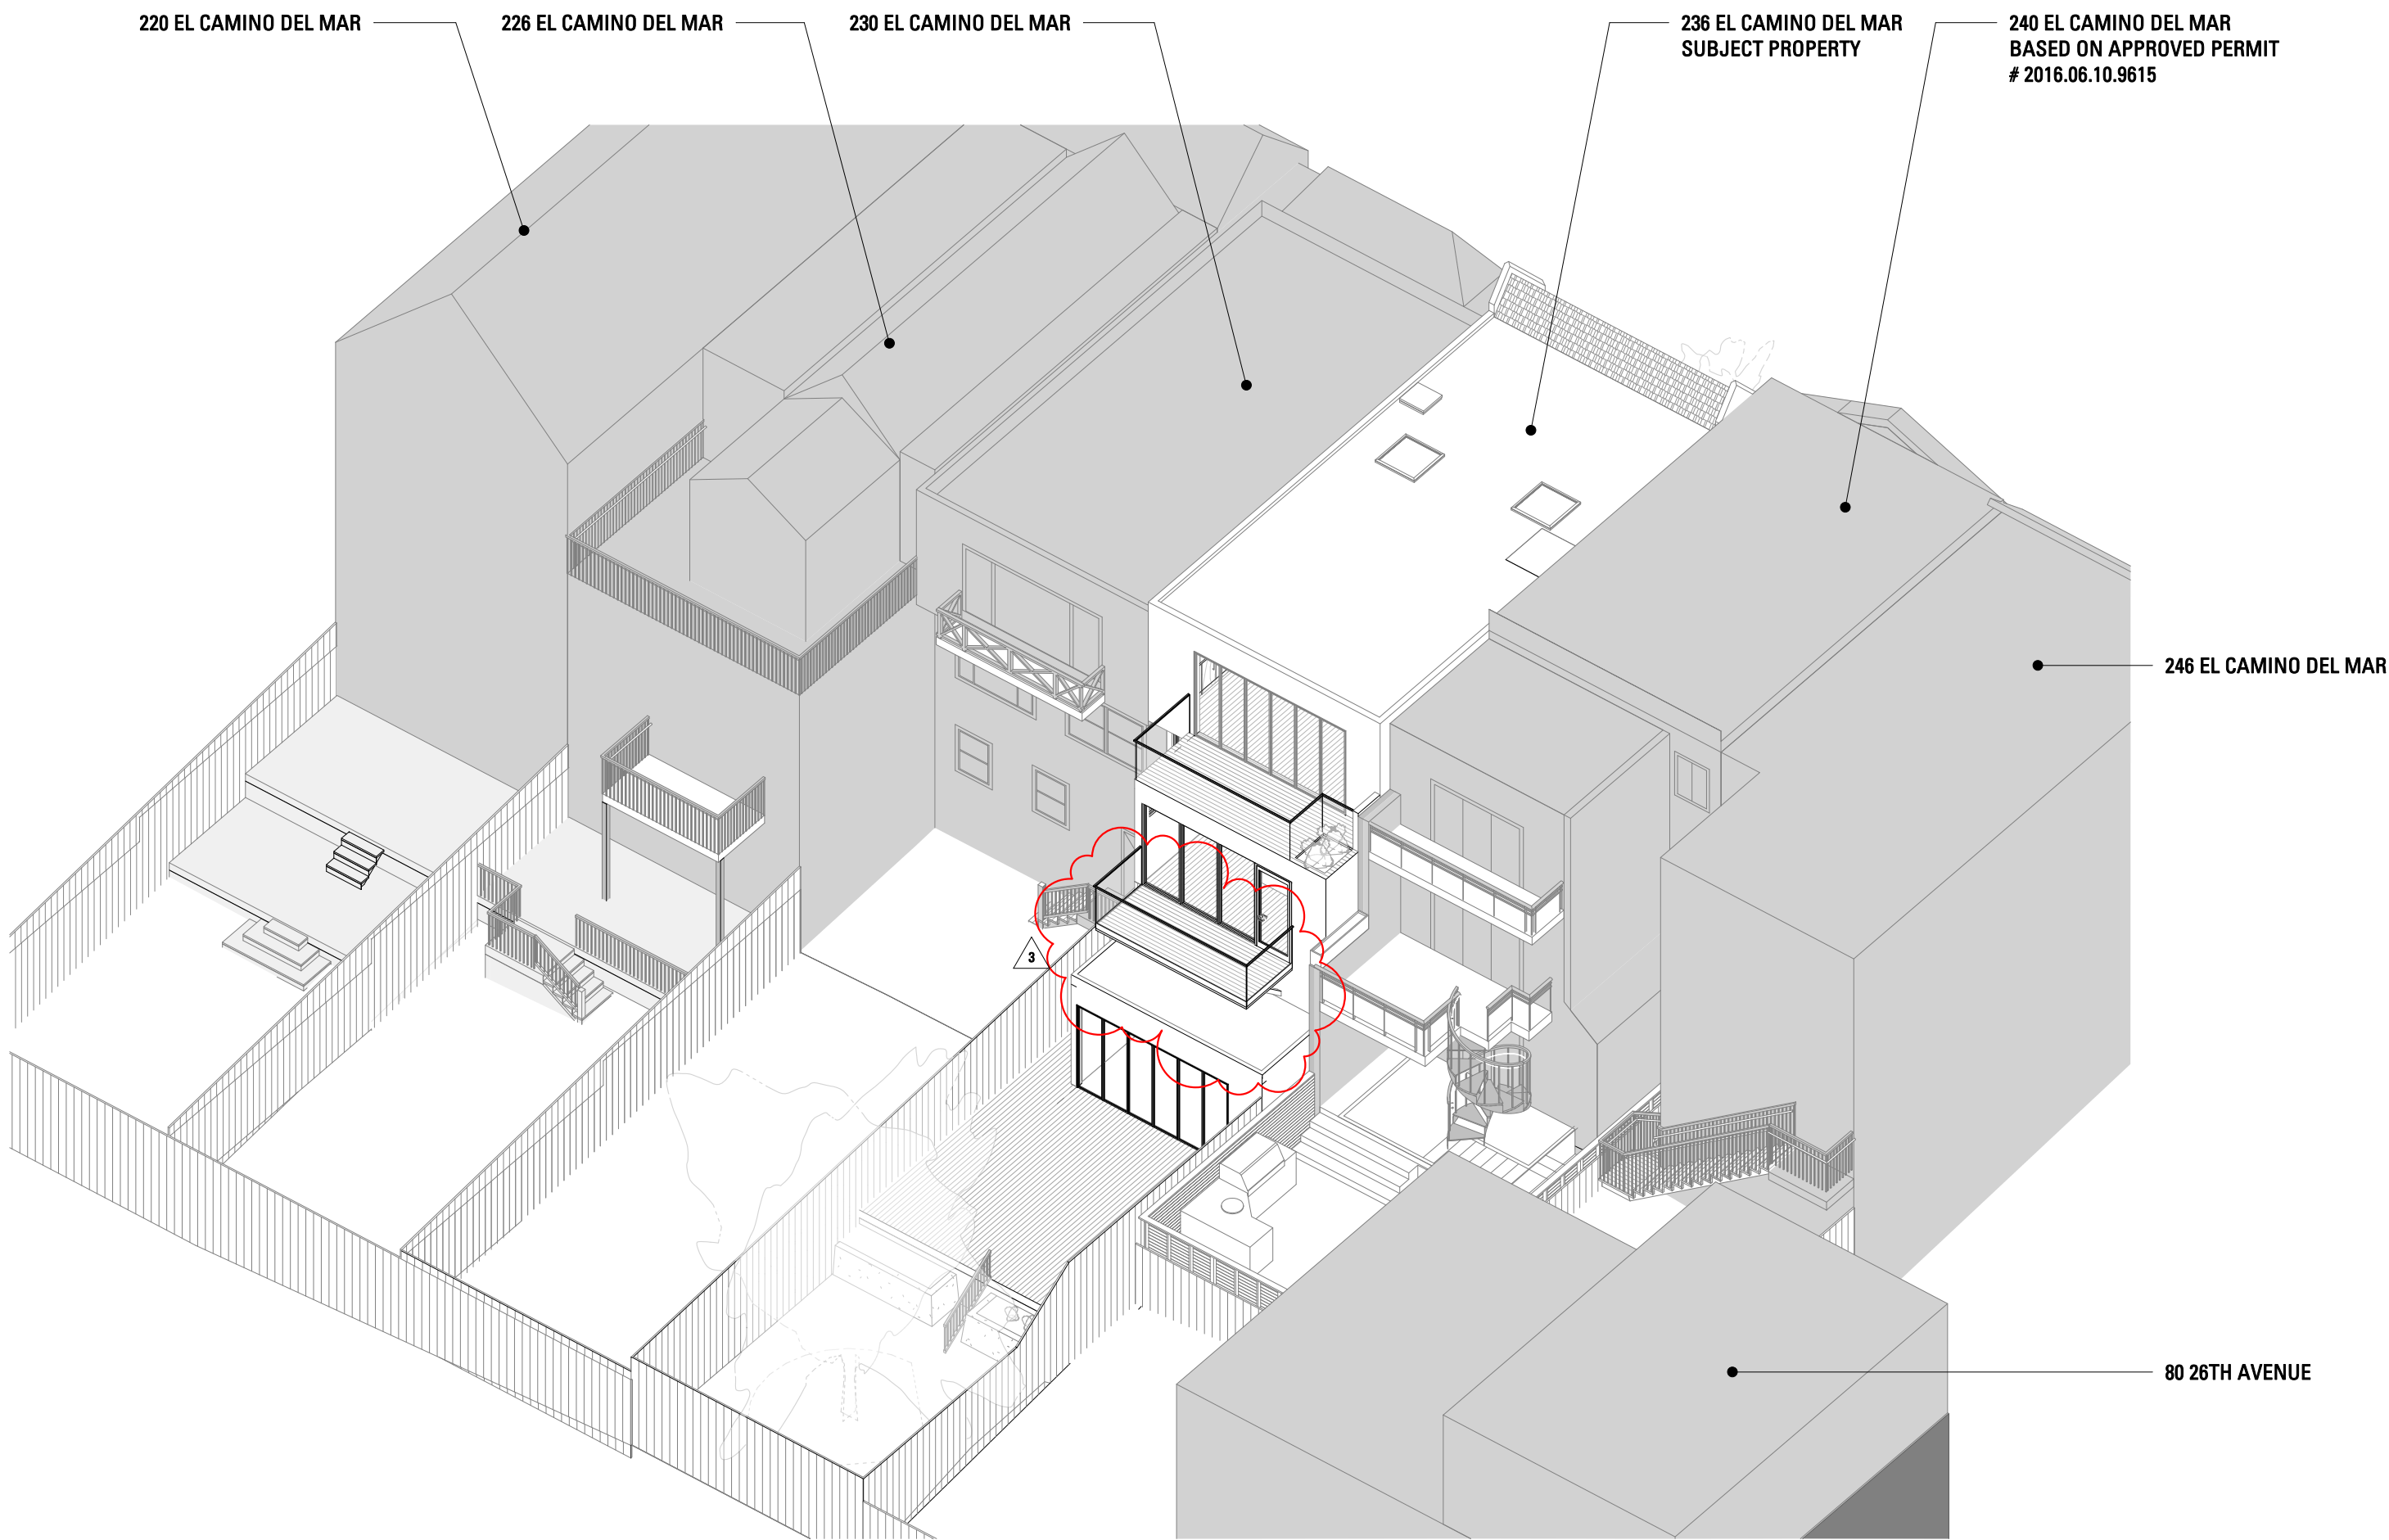 220 EL CAMINO DEL MAR
226 EL CAMINO DEL MAR
230 EL CAMINO DEL MAR
236 EL CAMINO DEL MAR
SUBJECT PROPERTY
240 EL CAMINO DEL MAR
BASED ON APPROVED PERMIT
# 2016.06.10.9615
246 EL CAMINO DEL MAR
3
80 26TH AVENUE